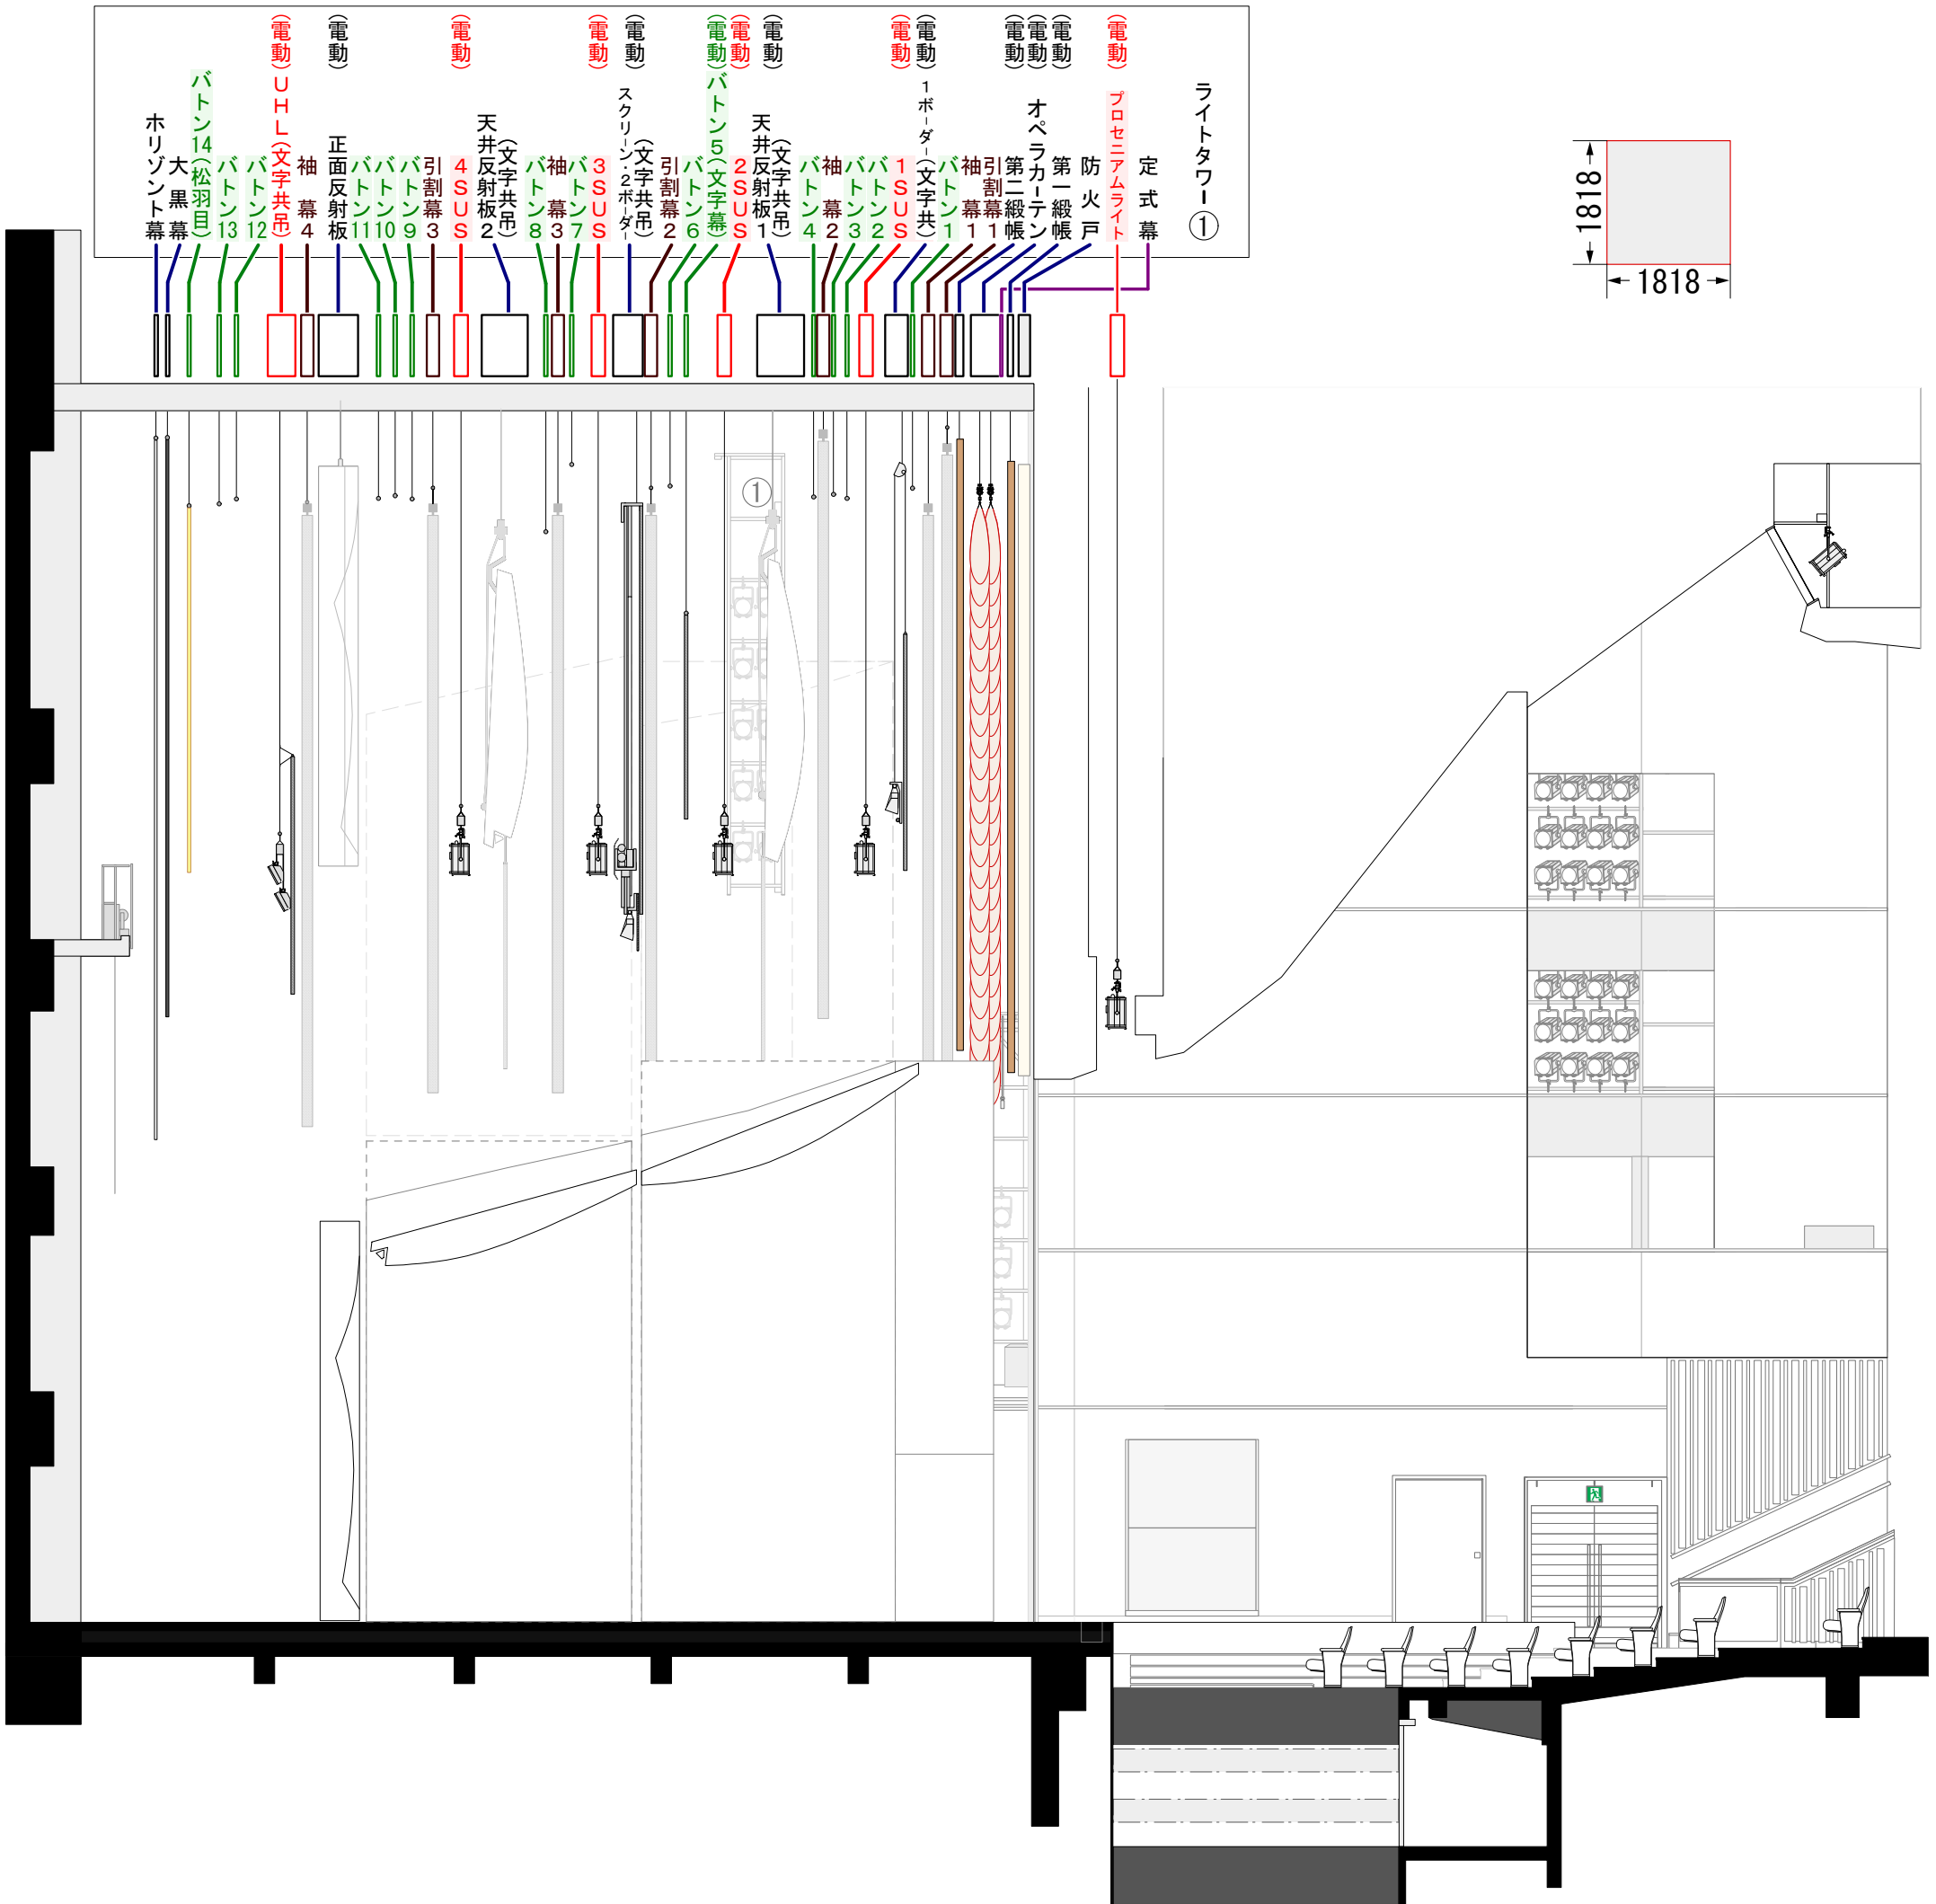 ライトタワー①
定式幕
(電動)プロセニアムライト
防火戸
(電動)第一緞帳
(電動)オペラカーテン
(電動)第二緞帳
引割幕1
袖幕1
バトン1
(電動)1ボーダー(文字共)
(電動)1SUS
バトン2
バトン3
袖幕2
バトン4
(電動)天井反射板1(文字共吊)
(電動)2SUS
(電動)バトン5(文字幕)
バトン6
引割幕2
(電動)スクリーン・2ボーダー(文字共吊)
(電動)3SUS
バトン7
袖幕3
バトン8
天井反射板2(文字共吊)
(電動)4SUS
引割幕3
バトン9
バトン10
バトン11
(電動)正面反射板
袖幕4
(電動)UHL(文字共吊)
バトン12
バトン13
バトン14(松羽目)
大黒幕
ホリゾント幕
1818
1818
①